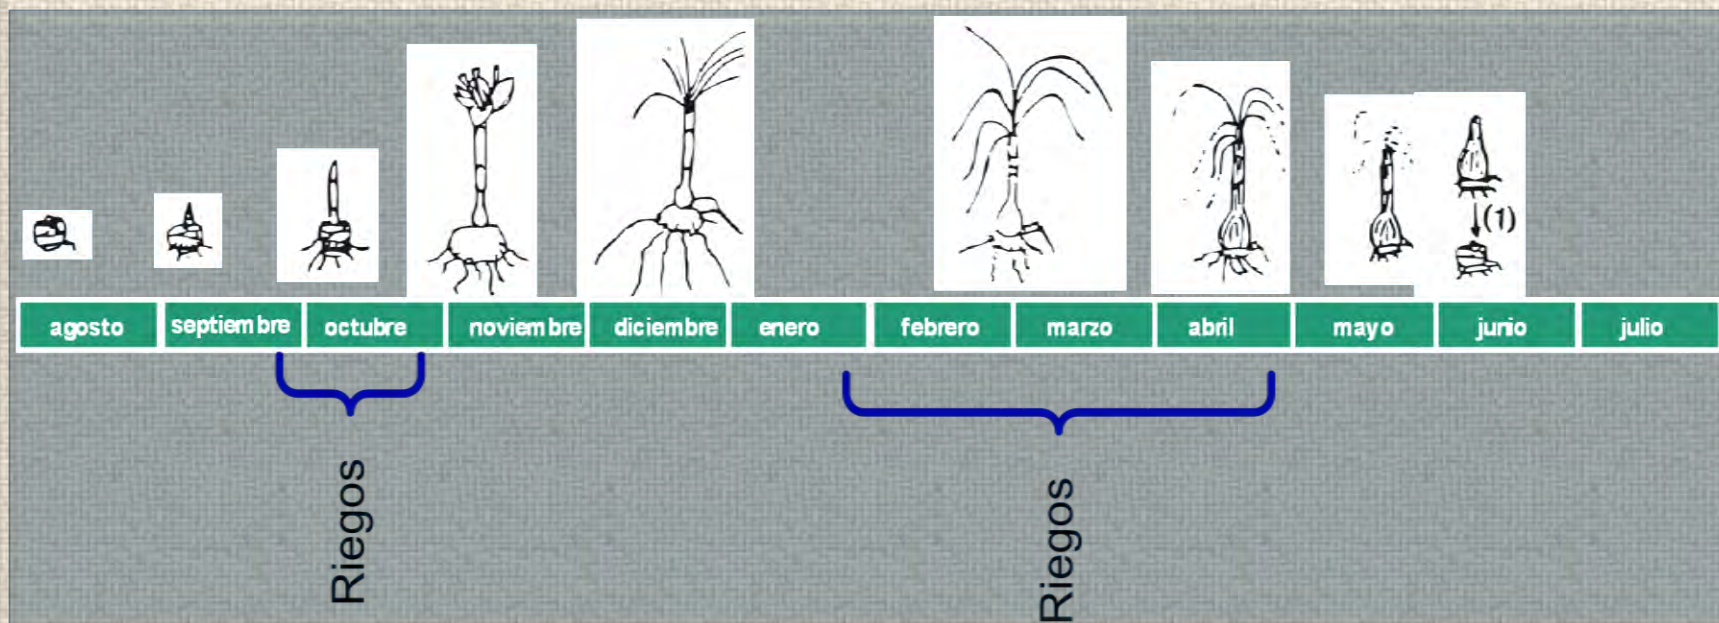 (1)
agosto septiembre octubre noviembre diciembre enero febrero marzo abril mayo junio julio
Riegos
Riegos